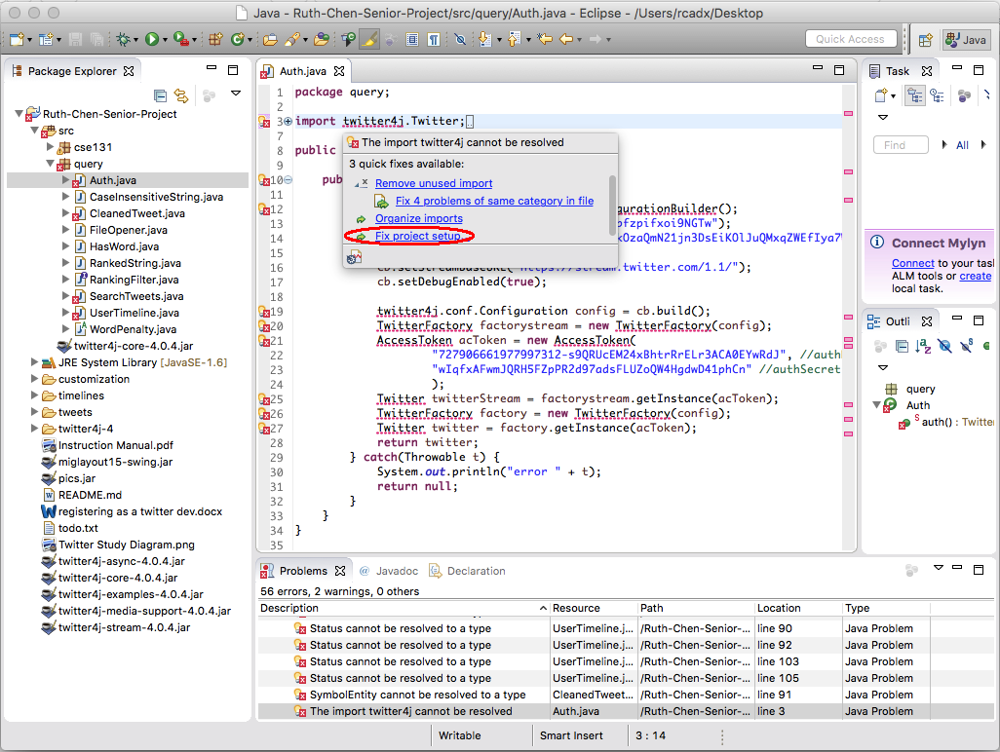 Java - Ruth-Chen-Senior-Project/src/query/Auth.java - Eclipse - /Users/rcadx/Desktop
Quick Access
Java
Package Explorer
Ruth-Chen-Senior-Project
src
cse131
query
Auth.java
CaseInsensitiveString.java
CleanedTweet.java
FileOpener.java
HasWord.java
RankedString.java
RankingFilter.java
SearchTweets.java
UserTimeline.java
WordPenalty.java
twitter4j-core-4.0.4.jar
JRE System Library [JavaSE-1.6]
customization
timelines
tweets
twitter4j-4
Instruction Manual.pdf
miglayout15-swing.jar
pics.jar
README.md
registering as a twitter dev.docx
todo.txt
Twitter Study Diagram.png
twitter4j-async-4.0.4.jar
twitter4j-core-4.0.4.jar
twitter4j-examples-4.0.4.jar
twitter4j-media-support-4.0.4.jar
twitter4j-stream-4.0.4.jar
Auth.java
1 package query;
2
3 import twitter4j.Twitter;
7
8 public
9
10 pub
11
12 urationBuilder();
13 pfzpifxoi9NGTw");
14 kOzaQmN21jn3DsEiKOlJuQMxqZWEfIya7W
15
16 cb.setStreamBaseURL("https://stream.twitter.com/1.1/");
17 cb.setDebugEnabled(true);
18
19 twitter4j.conf.Configuration config = cb.build();
20 TwitterFactory factorystream = new TwitterFactory(config);
21 AccessToken acToken = new AccessToken(
22 "727906661977997312-s9QRUcEM24xBhtrRrELr3ACA0EYwRdJ", //auth
23 "wIqfxAFwmJQRH5FZpPR2d97adsFLUZoQW4HgdwD41phCn" //authSecret
24 );
25 Twitter twitterStream = factorystream.getInstance(acToken);
26 TwitterFactory factory = new TwitterFactory(config);
27 Twitter twitter = factory.getInstance(acToken);
28 return twitter;
29 } catch(Throwable t) {
30 System.out.println("error " + t);
31 return null;
32 }
33 }
34 }
35
The import twitter4j cannot be resolved
3 quick fixes available:
Remove unused import
Fix 4 problems of same category in file
Organize imports
Fix project setup...
Task
Find
All
Connect Mylyn
Connect to your task
ALM tools or create
local task.
Outli
query
Auth
S auth() : Twitter
Problems
Javadoc
Declaration
56 errors, 2 warnings, 0 others
Description Resource Path Location Type
Status cannot be resolved to a type UserTimeline.j... /Ruth-Chen-Senior-... line 90 Java Problem
Status cannot be resolved to a type UserTimeline.j... /Ruth-Chen-Senior-... line 92 Java Problem
Status cannot be resolved to a type UserTimeline.j... /Ruth-Chen-Senior-... line 103 Java Problem
Status cannot be resolved to a type UserTimeline.j... /Ruth-Chen-Senior-... line 105 Java Problem
SymbolEntity cannot be resolved to a type CleanedTweet... /Ruth-Chen-Senior-... line 91 Java Problem
The import twitter4j cannot be resolved Auth.java /Ruth-Chen-Senior-... line 3 Java Problem
Writable
Smart Insert
3 : 14